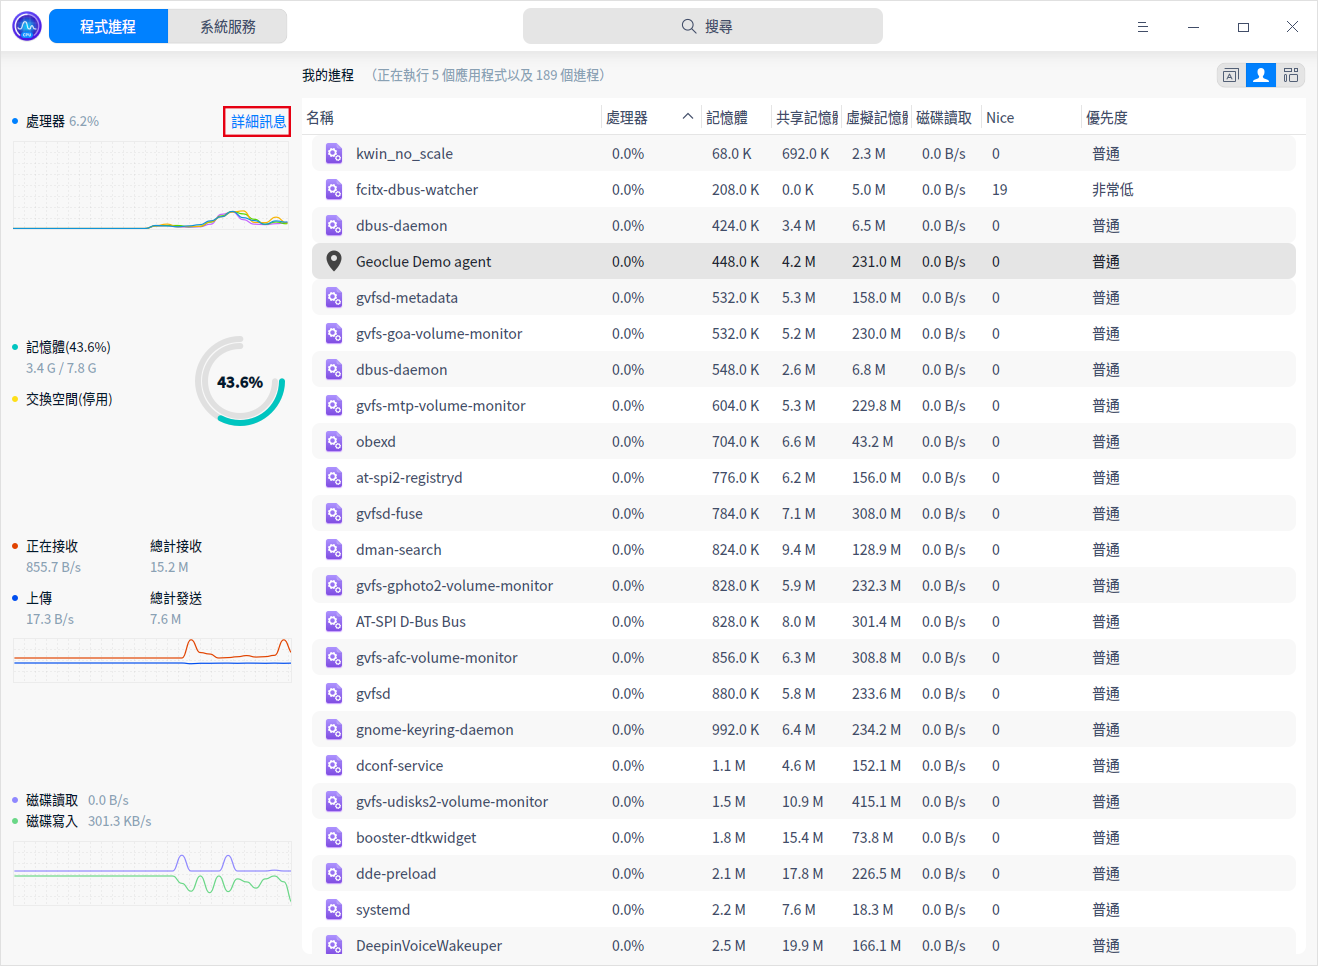 程式進程 系統服務 搜尋
我的進程 （正在執行 5 個應用程式以及 189 個進程）
處理器 6.2% 詳細訊息
記憶體(43.6%)
3.4 G / 7.8 G
交換空間(停用)
43.6%
正在接收 總計接收
855.7 B/s 15.2 M
上傳 總計發送
17.3 B/s 7.6 M
磁碟讀取 0.0 B/s
磁碟寫入 301.3 KB/s
名稱 處理器 記憶體 共享記憶 虛擬記憶 磁碟讀取 Nice 優先度
kwin_no_scale 0.0% 68.0 K 692.0 K 2.3 M 0.0 B/s 0 普通
fcitx-dbus-watcher 0.0% 208.0 K 0.0 K 5.0 M 0.0 B/s 19 非常低
dbus-daemon 0.0% 424.0 K 3.4 M 6.5 M 0.0 B/s 0 普通
Geoclue Demo agent 0.0% 448.0 K 4.2 M 231.0 M 0.0 B/s 0 普通
gvfsd-metadata 0.0% 532.0 K 5.3 M 158.0 M 0.0 B/s 0 普通
gvfs-goa-volume-monitor 0.0% 532.0 K 5.2 M 230.0 M 0.0 B/s 0 普通
dbus-daemon 0.0% 548.0 K 2.6 M 6.8 M 0.0 B/s 0 普通
gvfs-mtp-volume-monitor 0.0% 604.0 K 5.3 M 229.8 M 0.0 B/s 0 普通
obexd 0.0% 704.0 K 6.6 M 43.2 M 0.0 B/s 0 普通
at-spi2-registryd 0.0% 776.0 K 6.2 M 156.0 M 0.0 B/s 0 普通
gvfsd-fuse 0.0% 784.0 K 7.1 M 308.0 M 0.0 B/s 0 普通
dman-search 0.0% 824.0 K 9.4 M 128.9 M 0.0 B/s 0 普通
gvfs-gphoto2-volume-monitor 0.0% 828.0 K 5.9 M 232.3 M 0.0 B/s 0 普通
AT-SPI D-Bus Bus 0.0% 828.0 K 8.0 M 301.4 M 0.0 B/s 0 普通
gvfs-afc-volume-monitor 0.0% 856.0 K 6.3 M 308.8 M 0.0 B/s 0 普通
gvfsd 0.0% 880.0 K 5.8 M 233.6 M 0.0 B/s 0 普通
gnome-keyring-daemon 0.0% 992.0 K 6.4 M 234.2 M 0.0 B/s 0 普通
dconf-service 0.0% 1.1 M 4.6 M 152.1 M 0.0 B/s 0 普通
gvfs-udisks2-volume-monitor 0.0% 1.5 M 10.9 M 415.1 M 0.0 B/s 0 普通
booster-dtkwidget 0.0% 1.8 M 15.4 M 73.8 M 0.0 B/s 0 普通
dde-preload 0.0% 2.1 M 17.8 M 226.5 M 0.0 B/s 0 普通
systemd 0.0% 2.2 M 7.6 M 18.3 M 0.0 B/s 0 普通
DeepinVoiceWakeuper 0.0% 2.5 M 19.9 M 166.1 M 0.0 B/s 0 普通